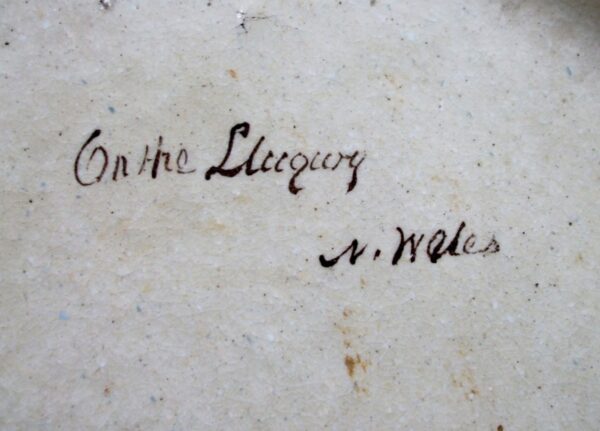 On the Llugwy
N. Wales